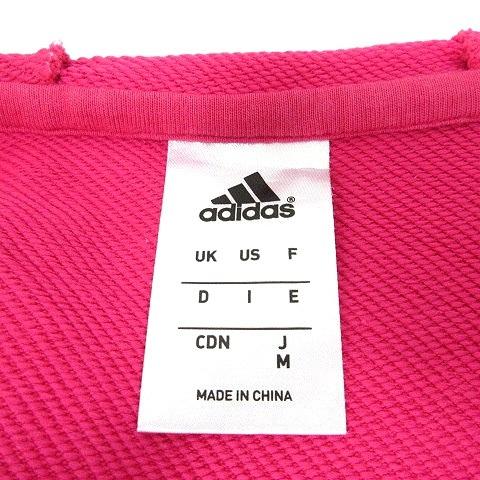 adidas®
UK US F
D I E
CDN J
M
MADE IN CHINA